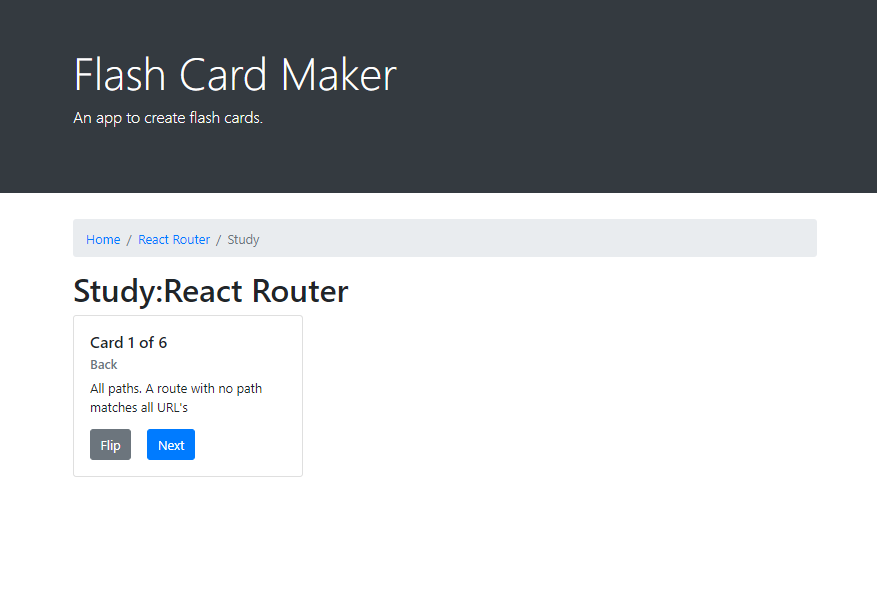 Flash Card Maker
An app to create flash cards.
Home / React Router / Study
Study:React Router
Card 1 of 6
Back
All paths. A route with no path
matches all URL's
Flip Next